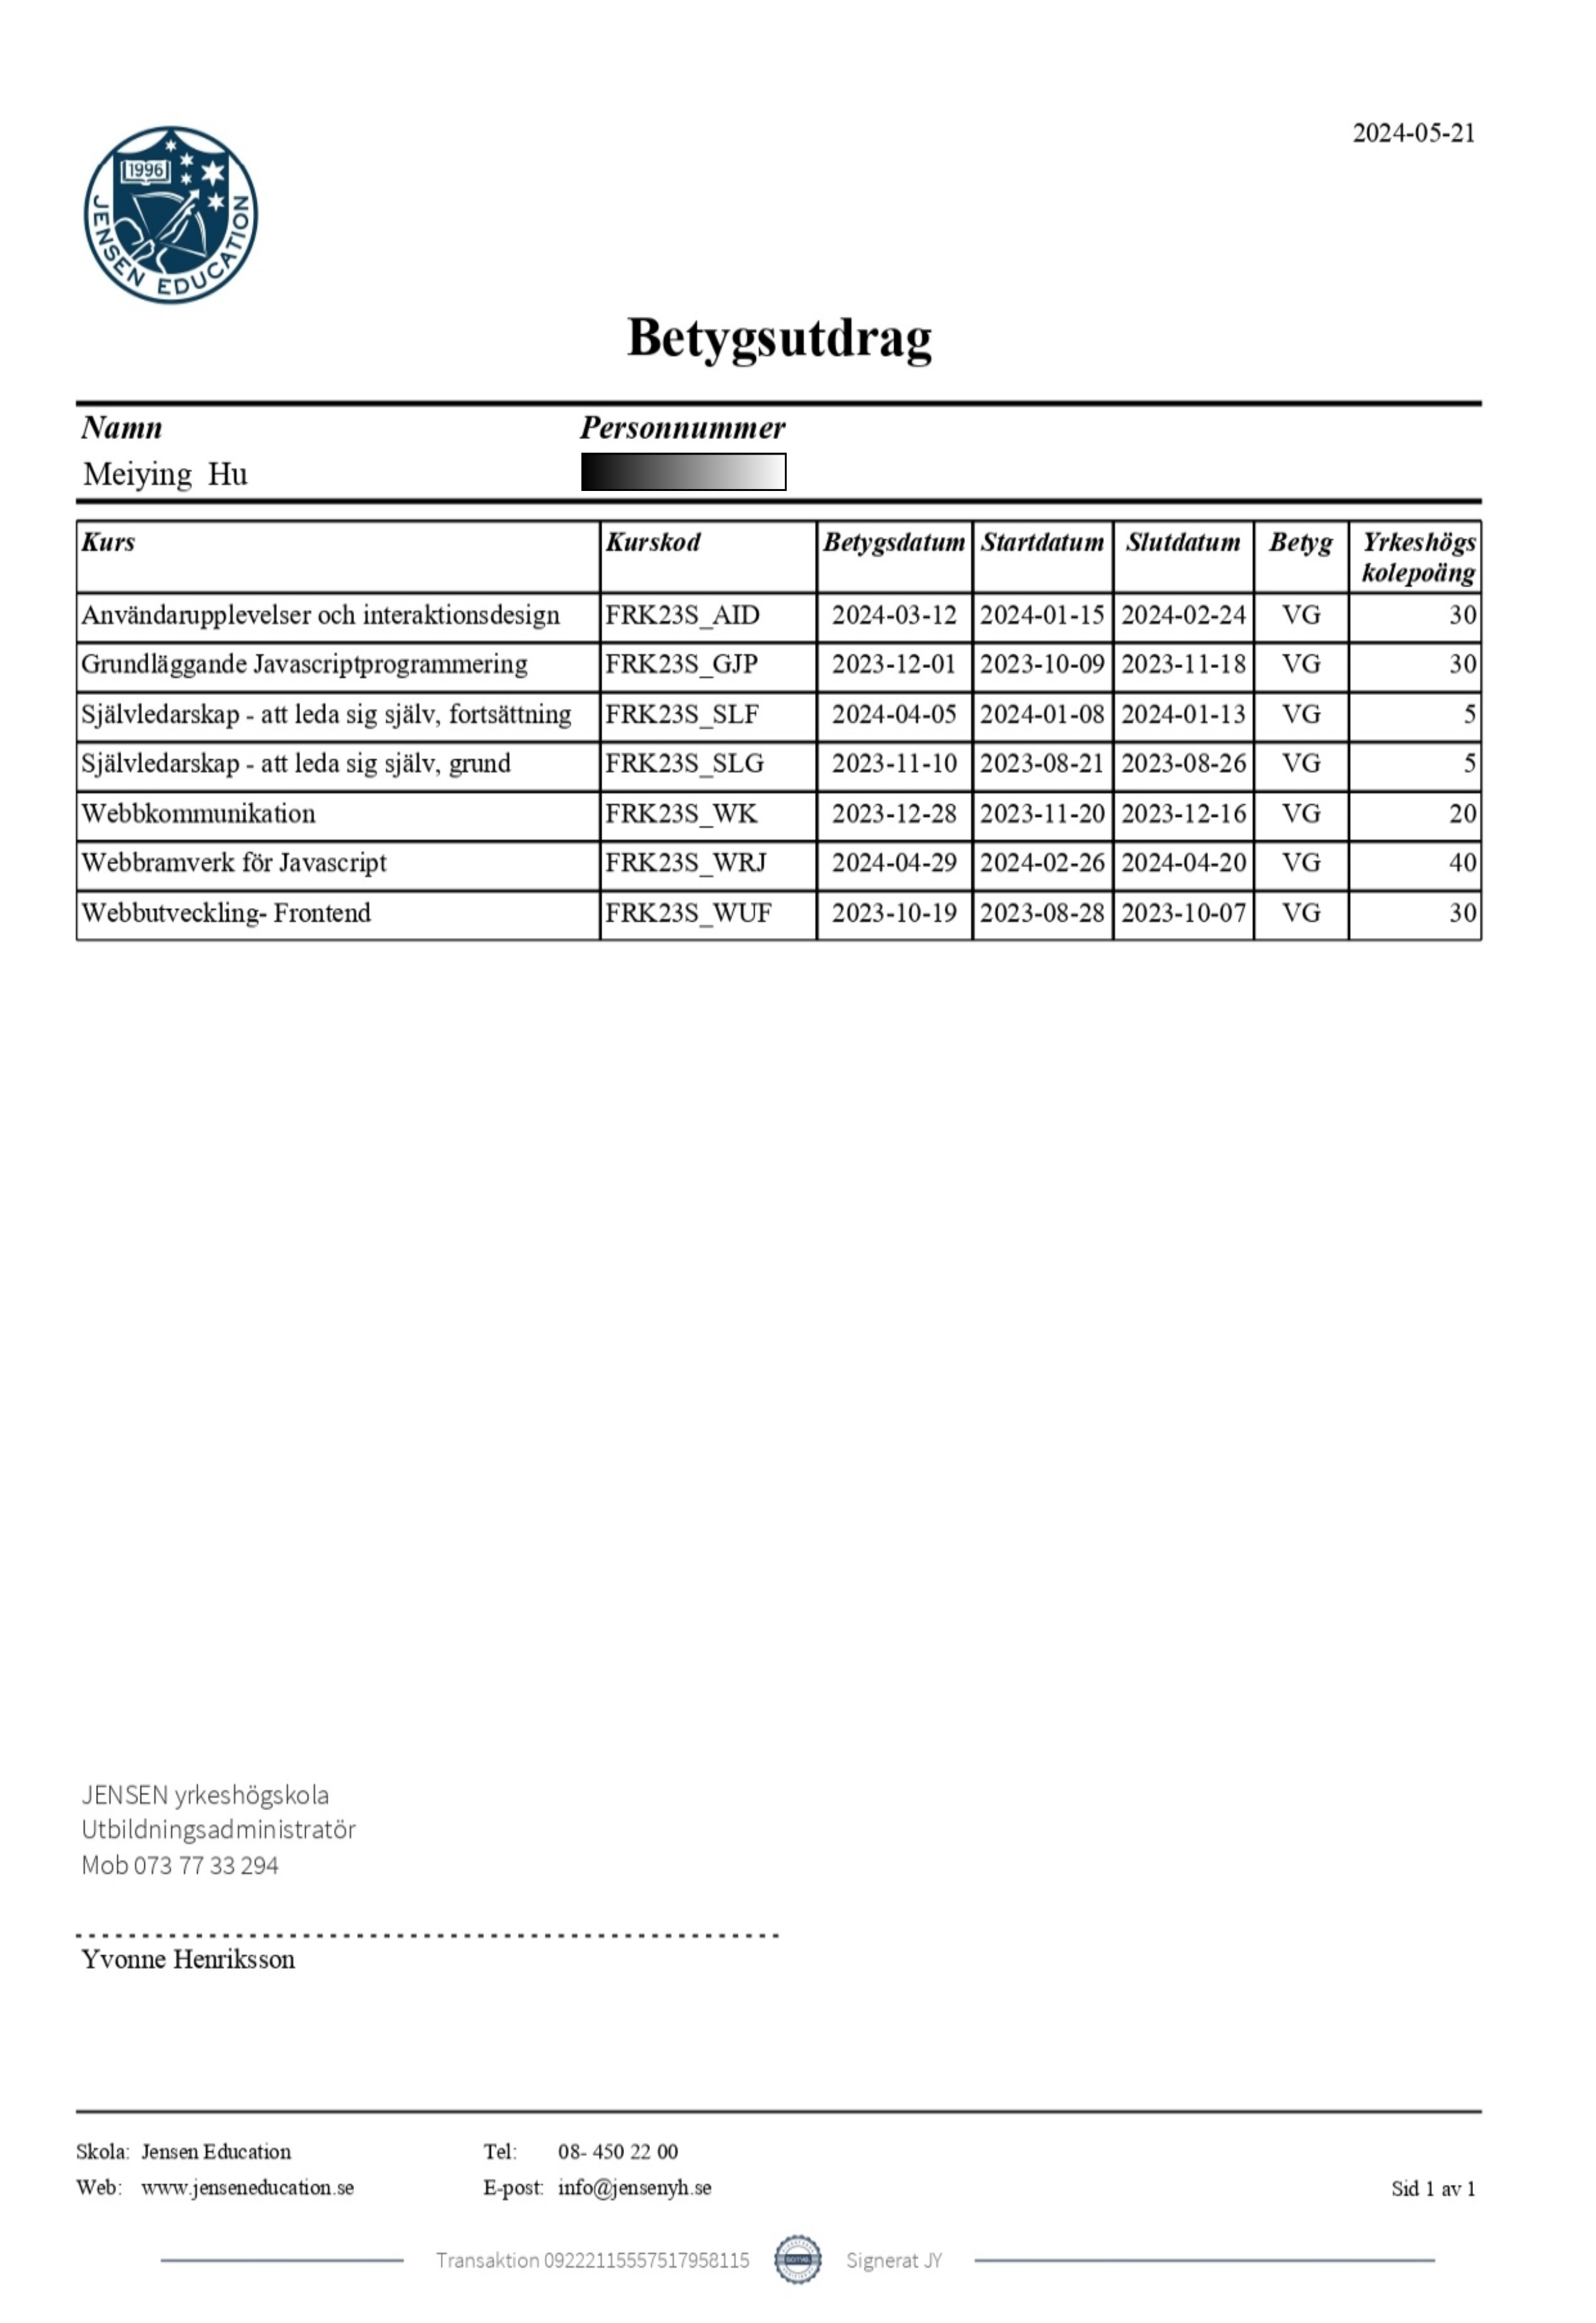 1996
JENSEN EDUCATION
2024-05-21
Betygsutdrag
Namn Personnummer
Meiying Hu
Kurs Kurskod Betygsdatum Startdatum Slutdatum Betyg Yrkeshögs
kolepoäng
Användarupplevelser och interaktionsdesign FRK23S_AID 2024-03-12 2024-01-15 2024-02-24 VG 30
Grundläggande Javascriptprogrammering FRK23S_GJP 2023-12-01 2023-10-09 2023-11-18 VG 30
Självledarskap - att leda sig själv, fortsättning FRK23S_SLF 2024-04-05 2024-01-08 2024-01-13 VG 5
Självledarskap - att leda sig själv, grund FRK23S_SLG 2023-11-10 2023-08-21 2023-08-26 VG 5
Webbkommunikation FRK23S_WK 2023-12-28 2023-11-20 2023-12-16 VG 20
Webbramverk för Javascript FRK23S_WRJ 2024-04-29 2024-02-26 2024-04-20 VG 40
Webbutveckling- Frontend FRK23S_WUF 2023-10-19 2023-08-28 2023-10-07 VG 30
JENSEN yrkeshögskola
Utbildningsadministratör
Mob 073 77 33 294
Yvonne Henriksson
Skola: Jensen Education Tel: 08- 450 22 00
Web: www.jenseneducation.se E-post: info@jensenyh.se Sid 1 av 1
Transaktion 09222115557517958115 Signerat JY